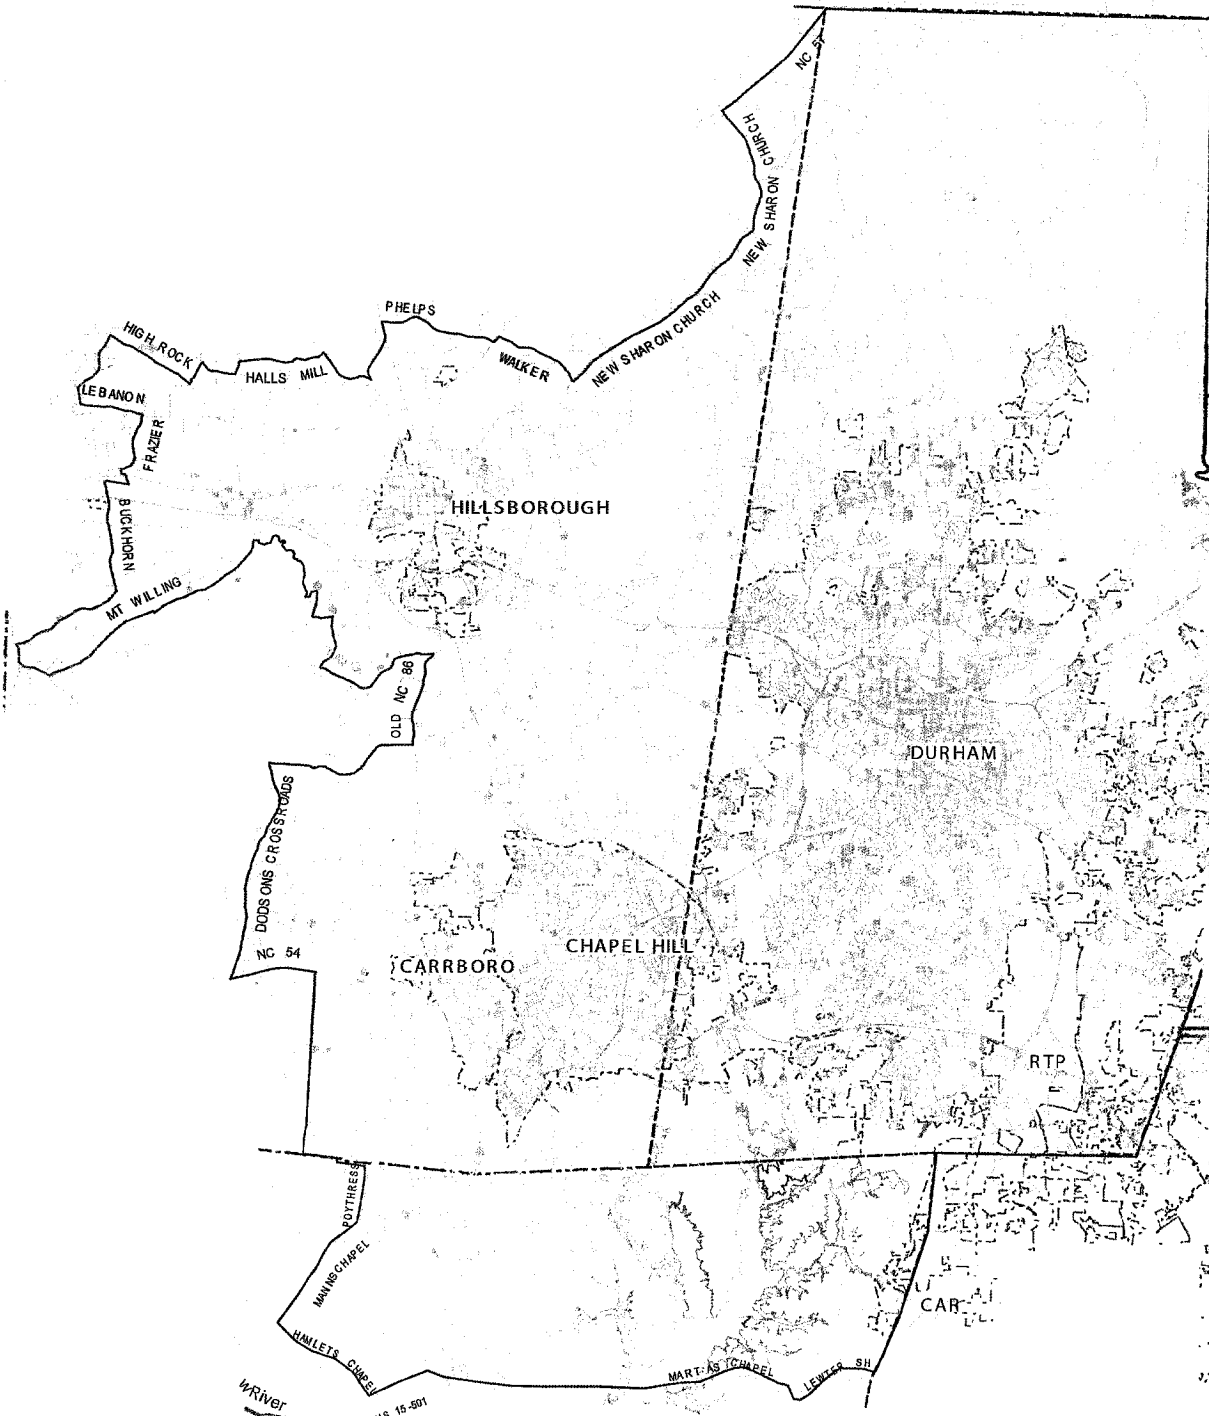 NC 57
NEW SHARON CHURCH
NEW SHARON CHURCH
PHELPS
HIGH ROCK
WALKER
HALLS MILL
LEBANON
FRAZIER
HILLSBOROUGH
BUCKHORN
MT WILLING
OLD NC 86
DURHAM
DODSONS CROSSROADS
CHAPEL HILL
NC 54
CARRBORO
RTP
POYTHRESS
MANNS CHAPEL
CAR
HAMLETS CHAPEL
CHAPEL
LEWTER SH
River
15-501